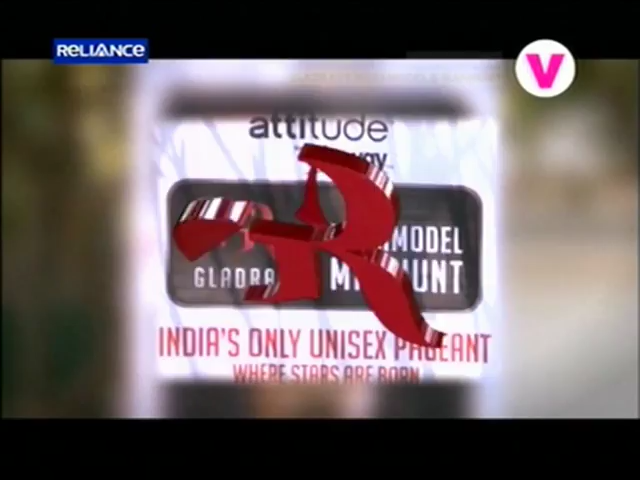 RELIANCE
V
attitude
R
GLADRA
MODEL
INDIA'S ONLY UNISEX PAGEANT
WHERE STARS ARE BORN